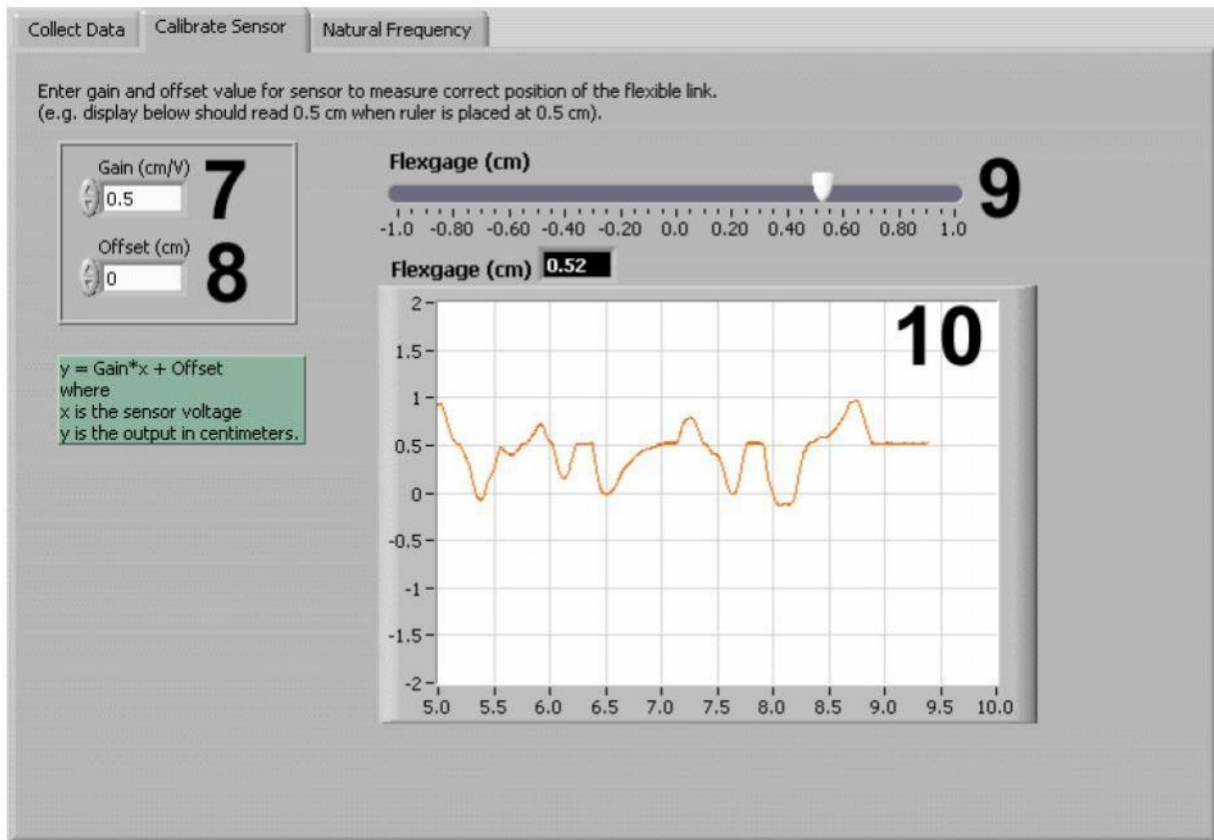 Collect Data Calibrate Sensor Natural Frequency
Enter gain and offset value for sensor to measure correct position of the flexible link.
(e.g. display below should read 0.5 cm when ruler is placed at 0.5 cm).
Gain (cm/V)
0.5
7
Offset (cm)
0
8
y = Gain*x + Offset
where
x is the sensor voltage
y is the output in centimeters.
Flexgage (cm)
9
-1.0 -0.80 -0.60 -0.40 -0.20 0.0 0.20 0.40 0.60 0.80 1.0
Flexgage (cm) 0.52
10
2
1.5
1
0.5
0
-0.5
-1
-1.5
-2
5.0 5.5 6.0 6.5 7.0 7.5 8.0 8.5 9.0 9.5 10.0